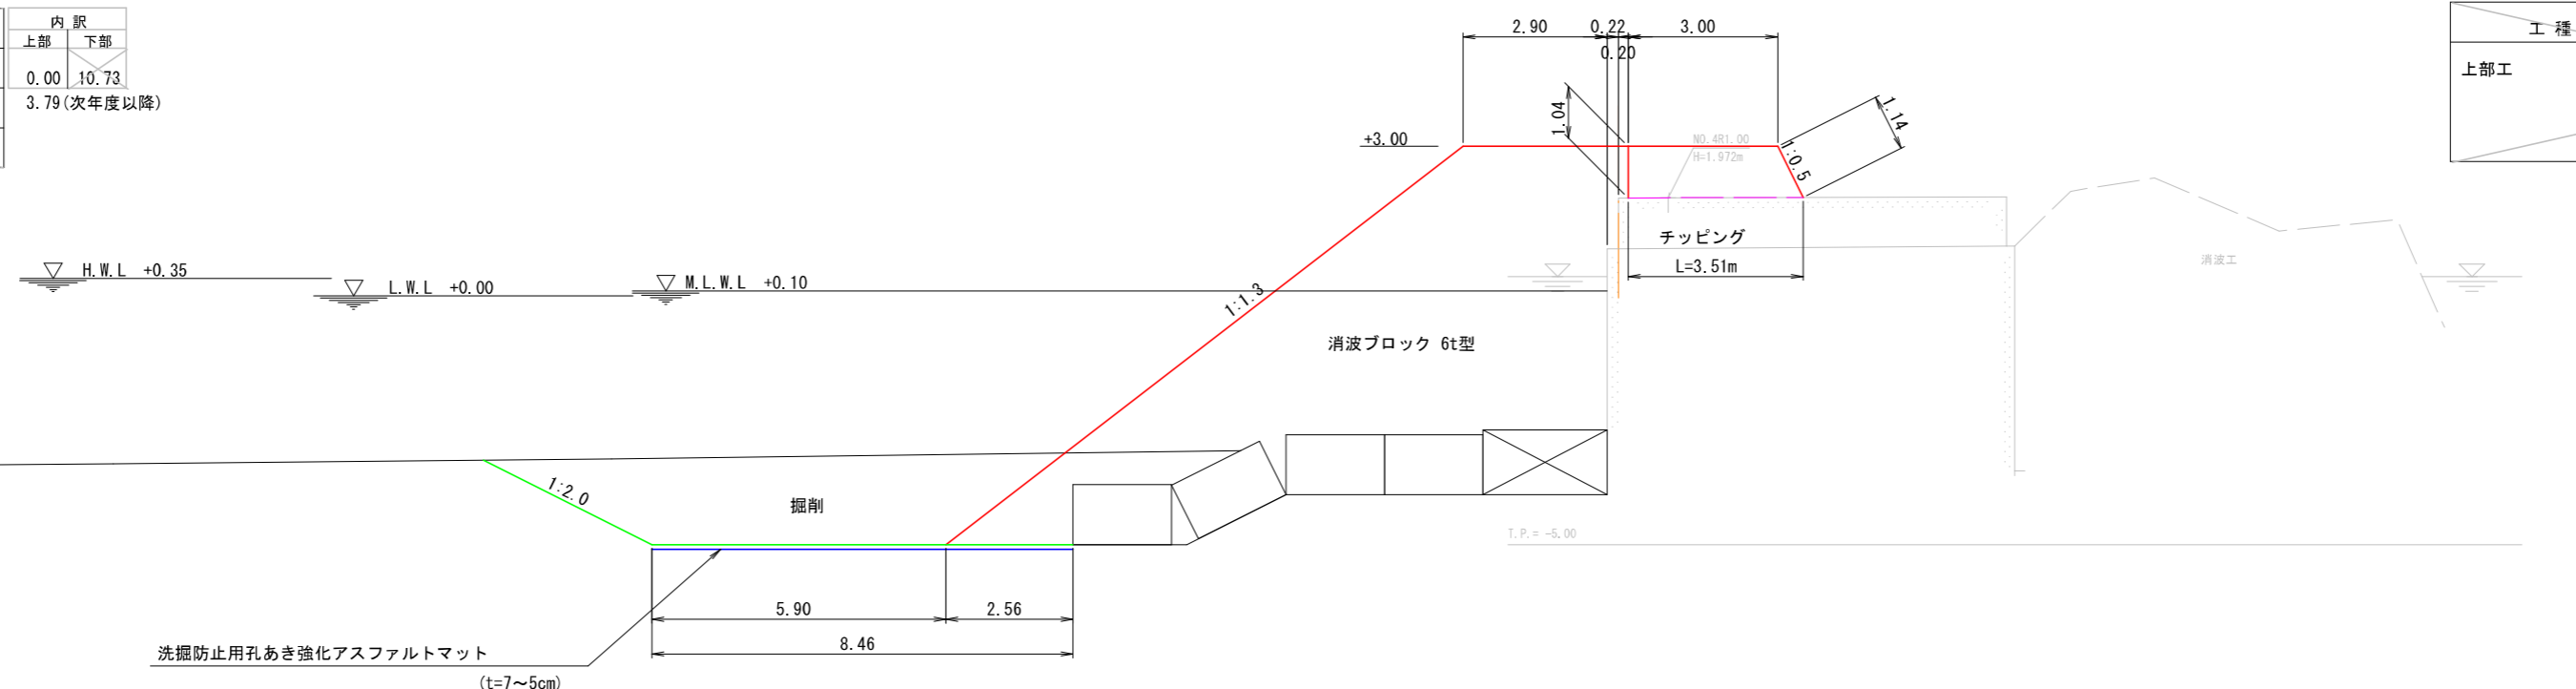 内 訳
上部 下部
0.00 10.73
3.79(次年度以降)
工 種
上部工
2.90 0.22 3.00
0.20
1.04
1.14
+3.00
NO.4R1.00
H=1.972m
1:0.5
チッピング
L=3.51m
H.W.L +0.35
L.W.L +0.00
M.L.W.L +0.10
消波工
1:1.3
消波ブロック 6t型
1:2.0
掘削
T.P.= -5.00
5.90 2.56
8.46
洗掘防止用孔あき強化アスファルトマット
(t=7～5cm)